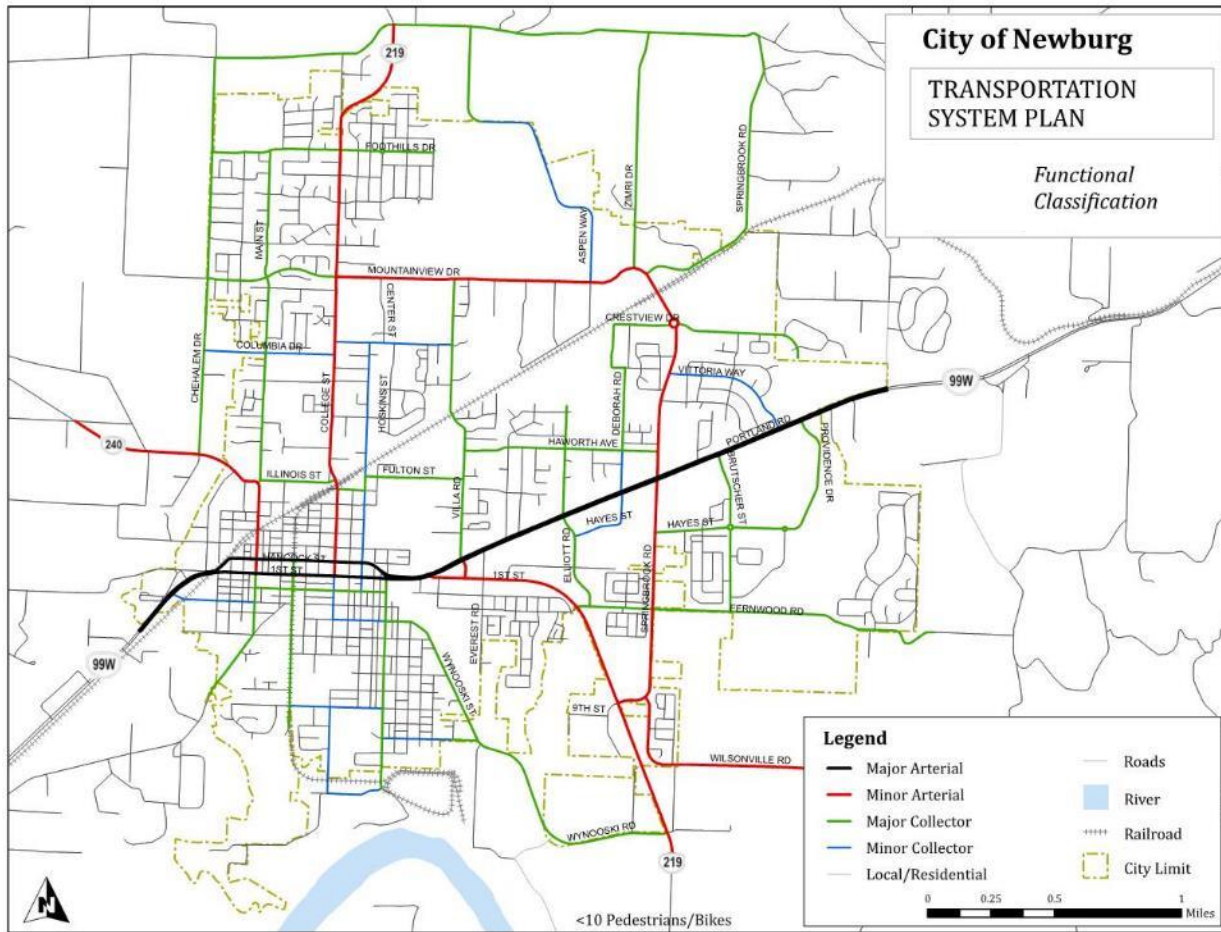 City of Newburg
TRANSPORTATION
SYSTEM PLAN
Functional
Classification
219
FOOTHILLS DR
MAIN ST
ZIMRI DR
SPRINGBROOK RD
ASPEN WAY
MOUNTAINVIEW DR
CENTER ST
CRESTVIEW DR
COLUMBIA DR
CHEHALEM DR
COLLEGE ST
HOSKINS ST
VITTORIA WAY
DEBORAH RD
99W
240
HAWORTH AVE
PORTLAND RD
BRUTSCHER ST
PROVIDENCE DR
ILLINOIS ST
FULTON ST
VILLA RD
HAYES ST
HAYES ST
ELLIOTT RD
HANCOCK ST
1ST ST
1ST ST
SPRINGBROOK RD
FERNWOOD RD
EVEREST RD
99W
WYNOOSKI ST
9TH ST
WILSONVILLE RD
WYNOOSKI RD
219
Legend
Major Arterial
Minor Arterial
Major Collector
Minor Collector
Local/Residential
Roads
River
Railroad
City Limit
0 0.25 0.5 1
Miles
N
<10 Pedestrians/Bikes